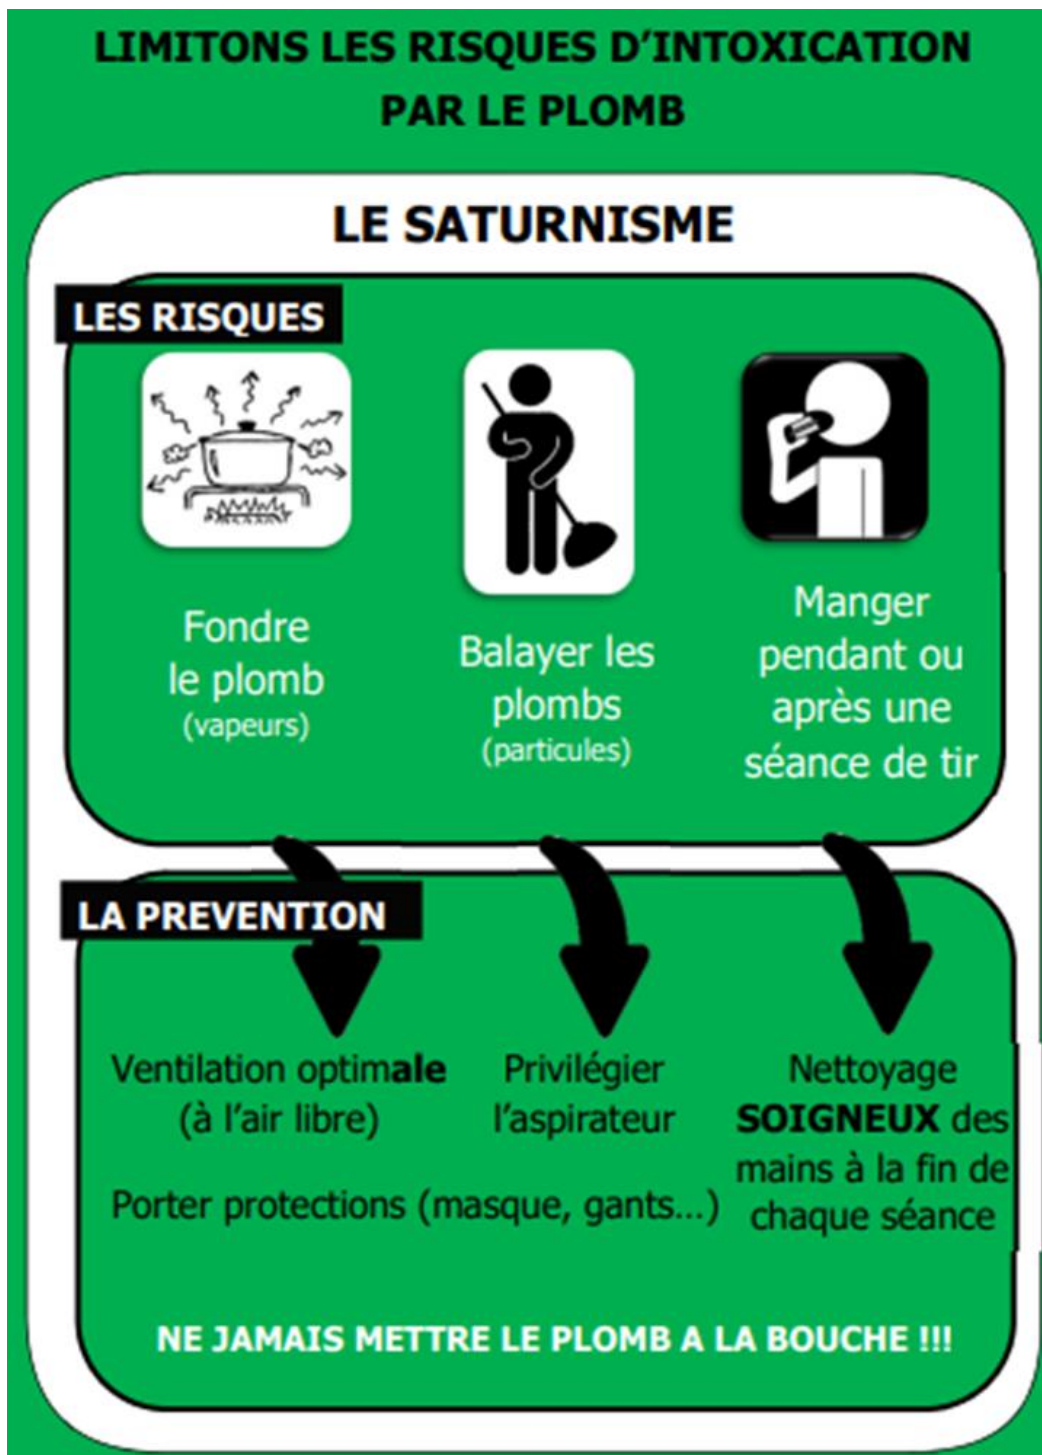 LIMITONS LES RISQUES D'INTOXICATION
PAR LE PLOMB
LE SATURNISME
LES RISQUES
Fondre
le plomb
(vapeurs)
Balayer les
plombs
(particules)
Manger
pendant ou
après une
séance de tir
LA PREVENTION
Ventilation optimale
(à l'air libre)
Privilégier
l'aspirateur
Porter protections (masque, gants...)
Nettoyage
SOIGNEUX des
mains à la fin de
chaque séance
NE JAMAIS METTRE LE PLOMB A LA BOUCHE !!!